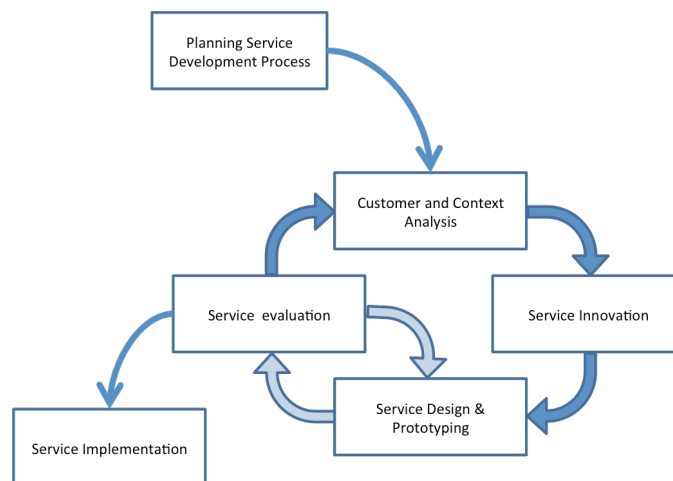 Planning Service
Development Process
Customer and Context
Analysis
Service evaluation
Service Innovation
Service Design &
Prototyping
Service Implementation